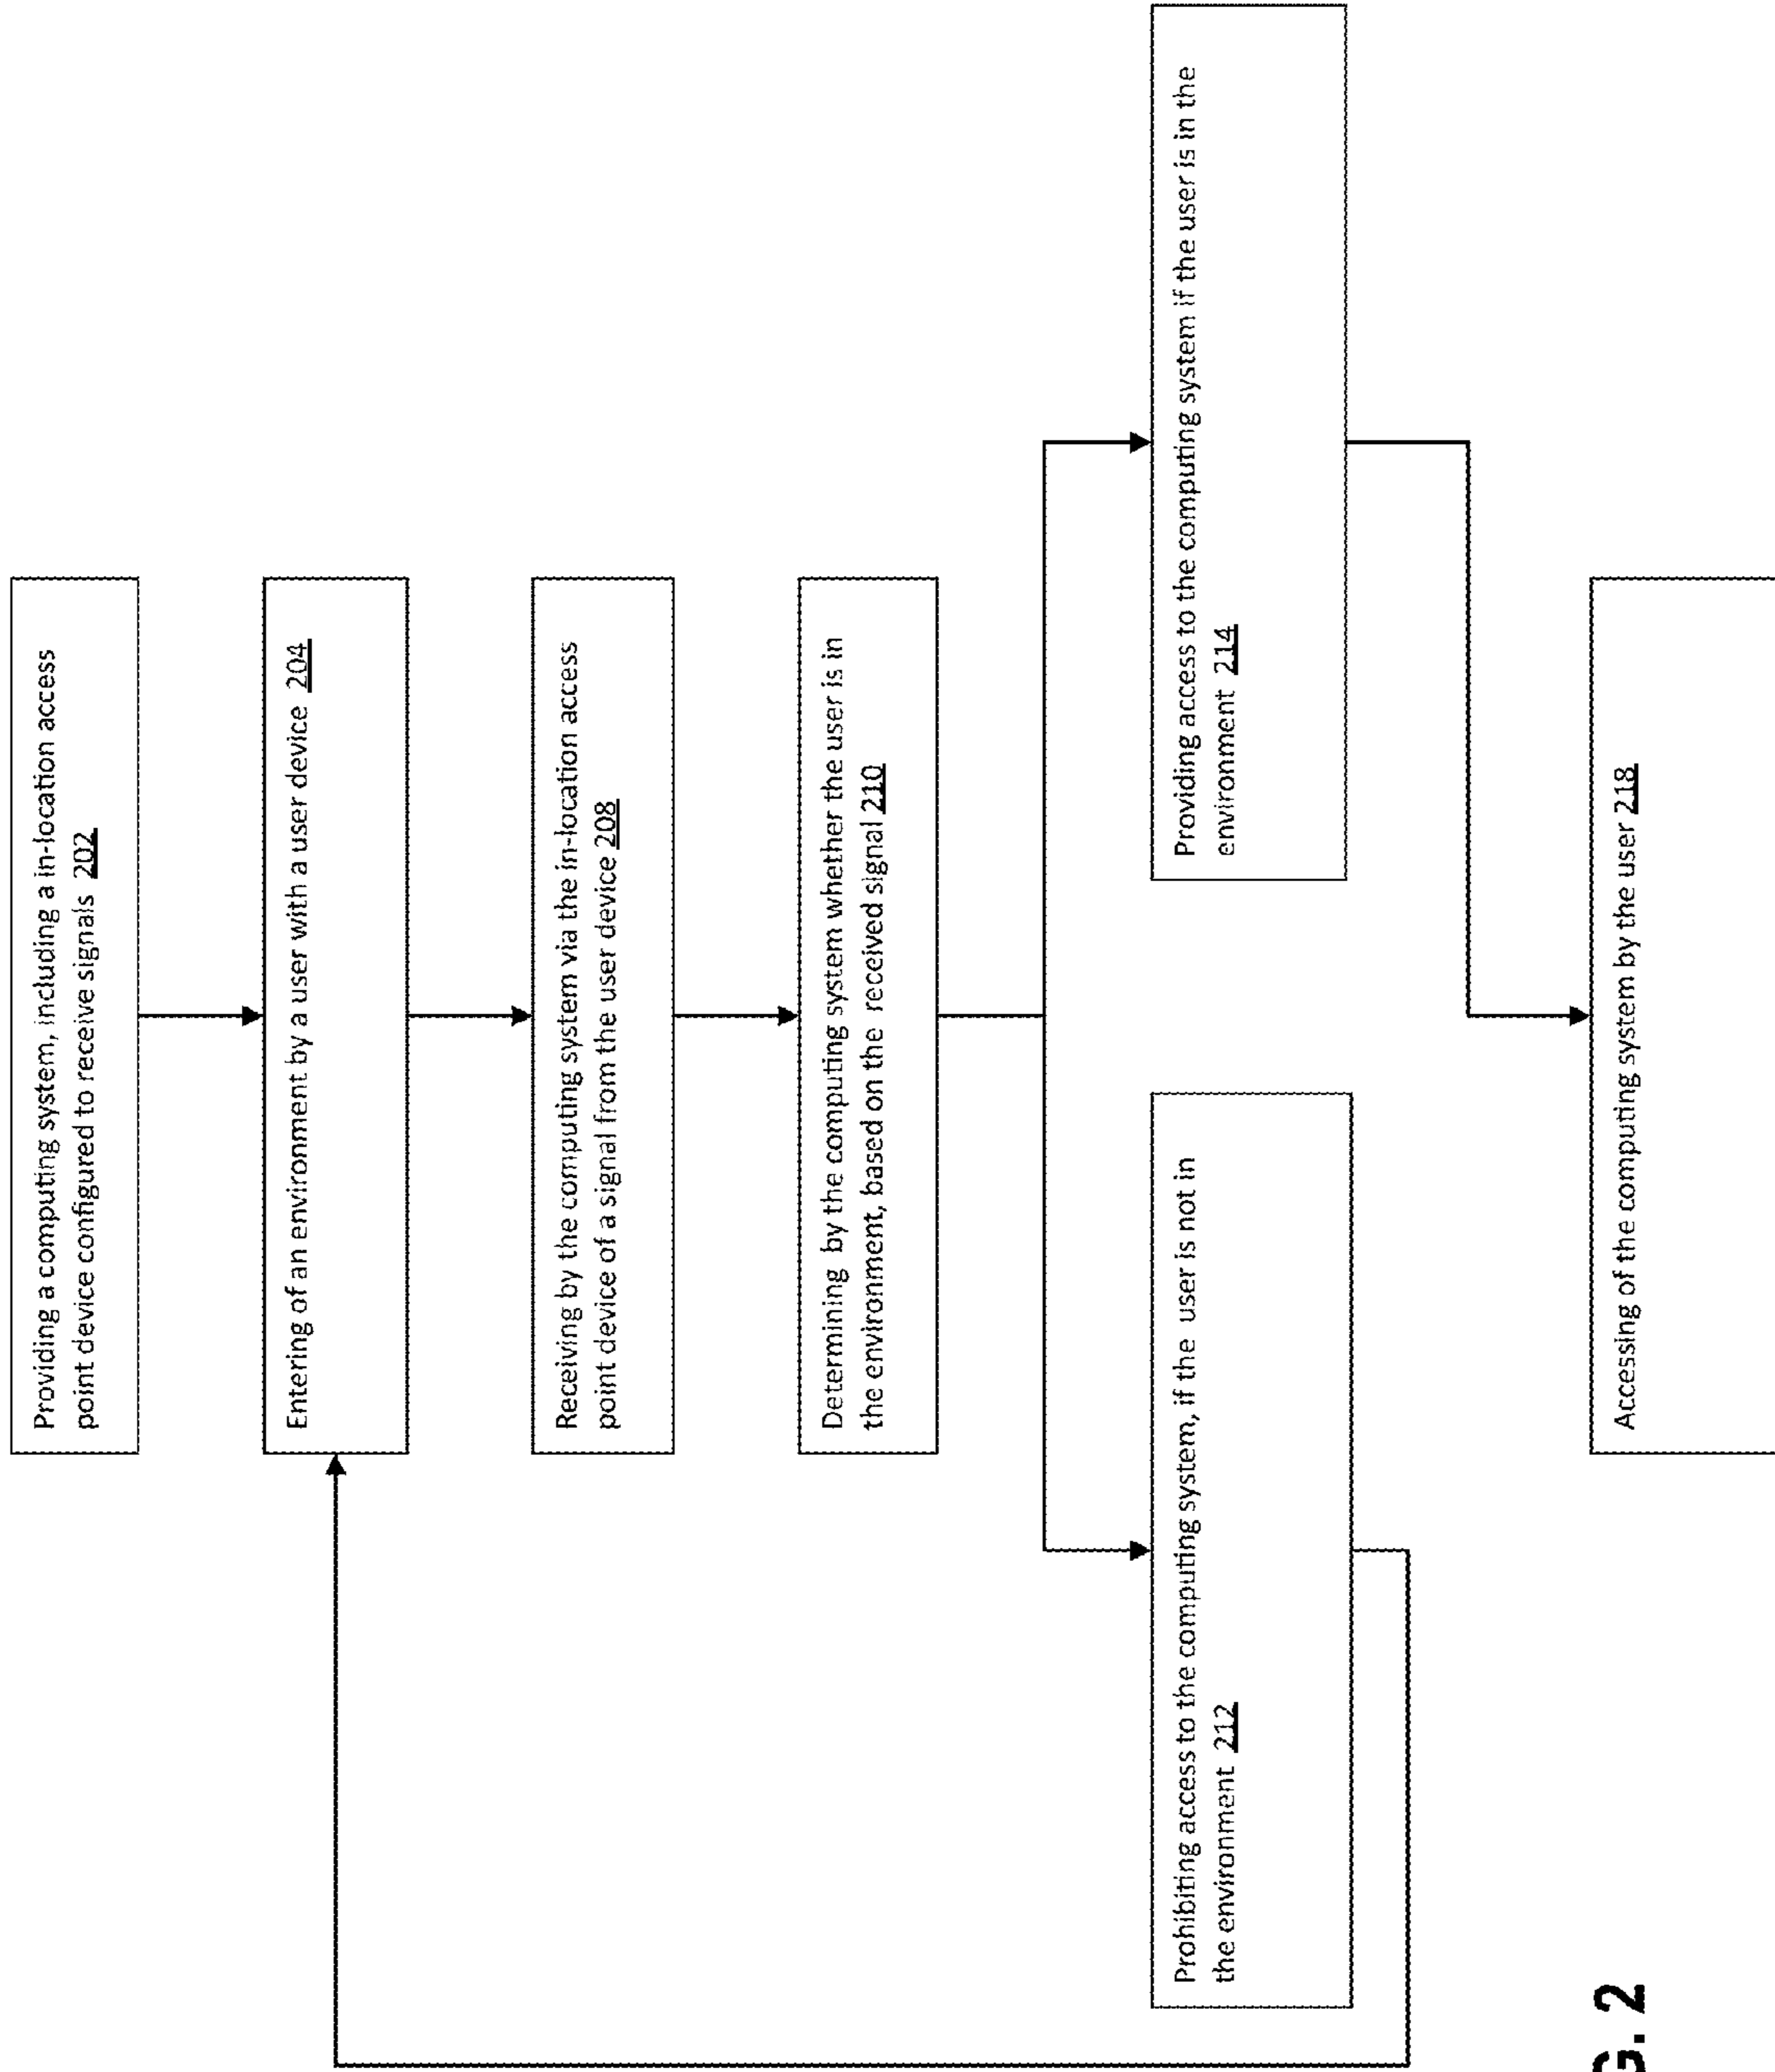 Providing a computing system, including a in-location access
point device configured to receive signals 202
Entering of an environment by a user with a user device 204
Receiving by the computing system via the in-location access
point device of a signal from the user device 208
Determining by the computing system whether the user is in
the environment, based on the received signal 210
Prohibiting access to the computing system, if the user is not in
the environment 212
Providing access to the computing system if the user is in the
environment 214
Accessing of the computing system by the user 218
G. 2